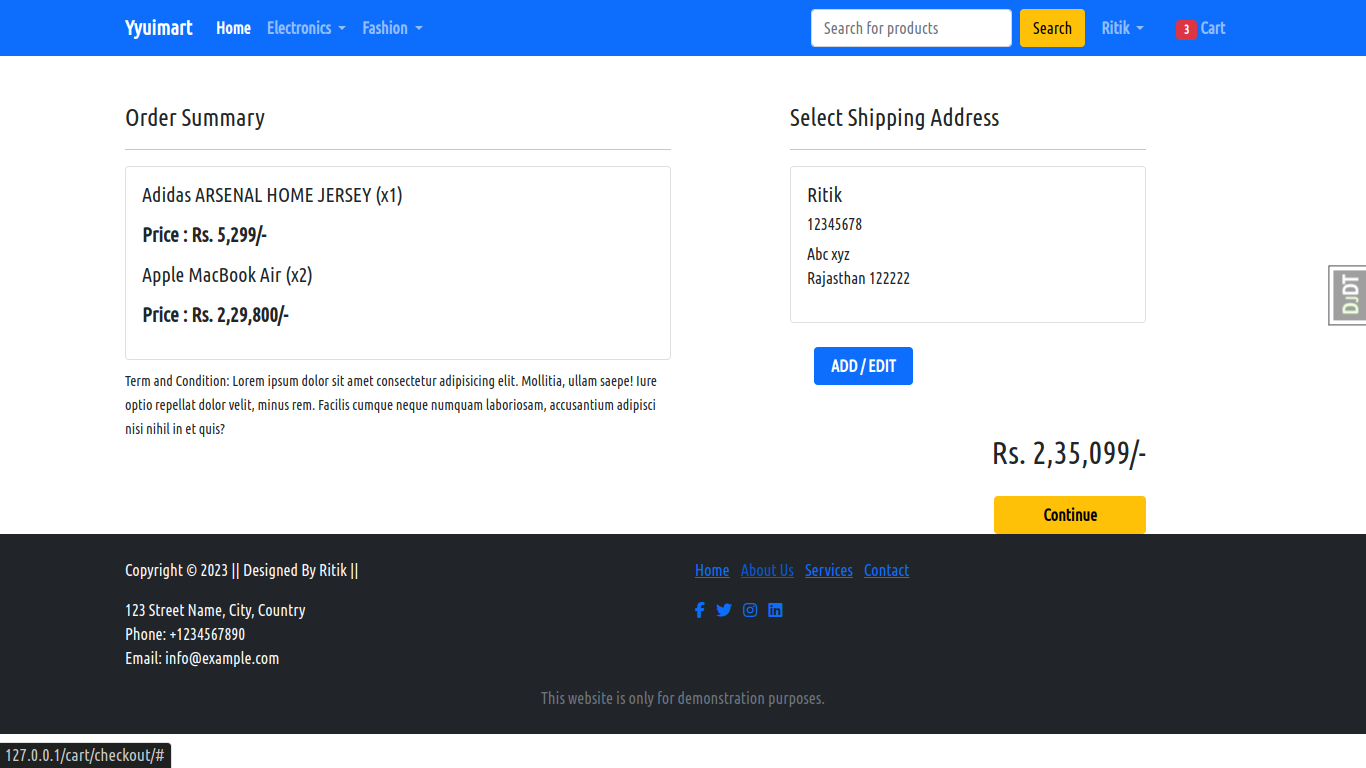 Yyuimart Home Electronics Fashion Search for products Search Ritik 3 Cart
Order Summary
Adidas ARSENAL HOME JERSEY (x1)
Price : Rs. 5,299/-
Apple MacBook Air (x2)
Price : Rs. 2,29,800/-
Term and Condition: Lorem ipsum dolor sit amet consectetur adipisicing elit. Mollitia, ullam saepe! Iure
optio repellat dolor velit, minus rem. Facilis cumque neque numquam laboriosam, accusantium adipisci
nisi nihil in et quis?
Select Shipping Address
Ritik
12345678
Abc xyz
Rajasthan 122222
ADD / EDIT
Rs. 2,35,099/-
Continue
DJDT
Copyright © 2023 || Designed By Ritik ||
123 Street Name, City, Country
Phone: +1234567890
Email: info@example.com
Home About Us Services Contact
This website is only for demonstration purposes.
127.0.0.1/cart/checkout/#